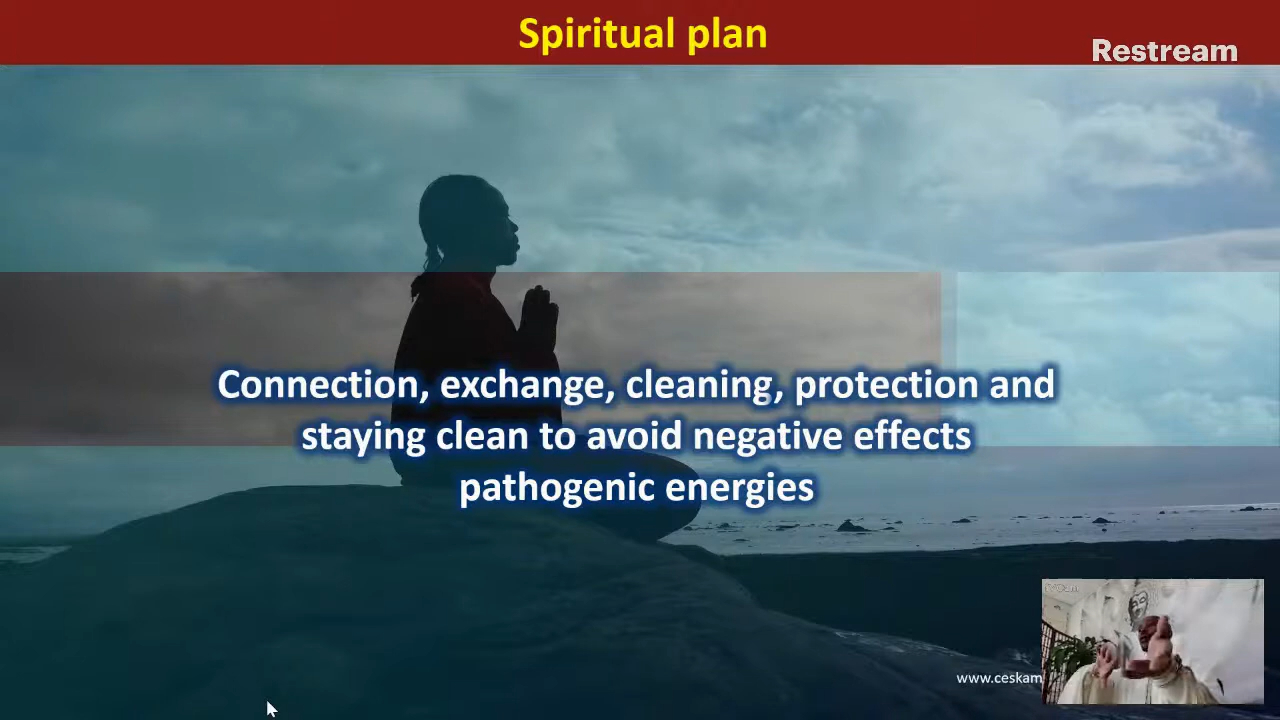 Spiritual plan
Restream
Connection, exchange, cleaning, protection and
staying clean to avoid negative effects
pathogenic energies
www.ceskam